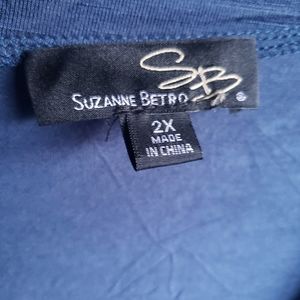 SB
SUZANNE BETRO
2X
MADE
IN CHINA